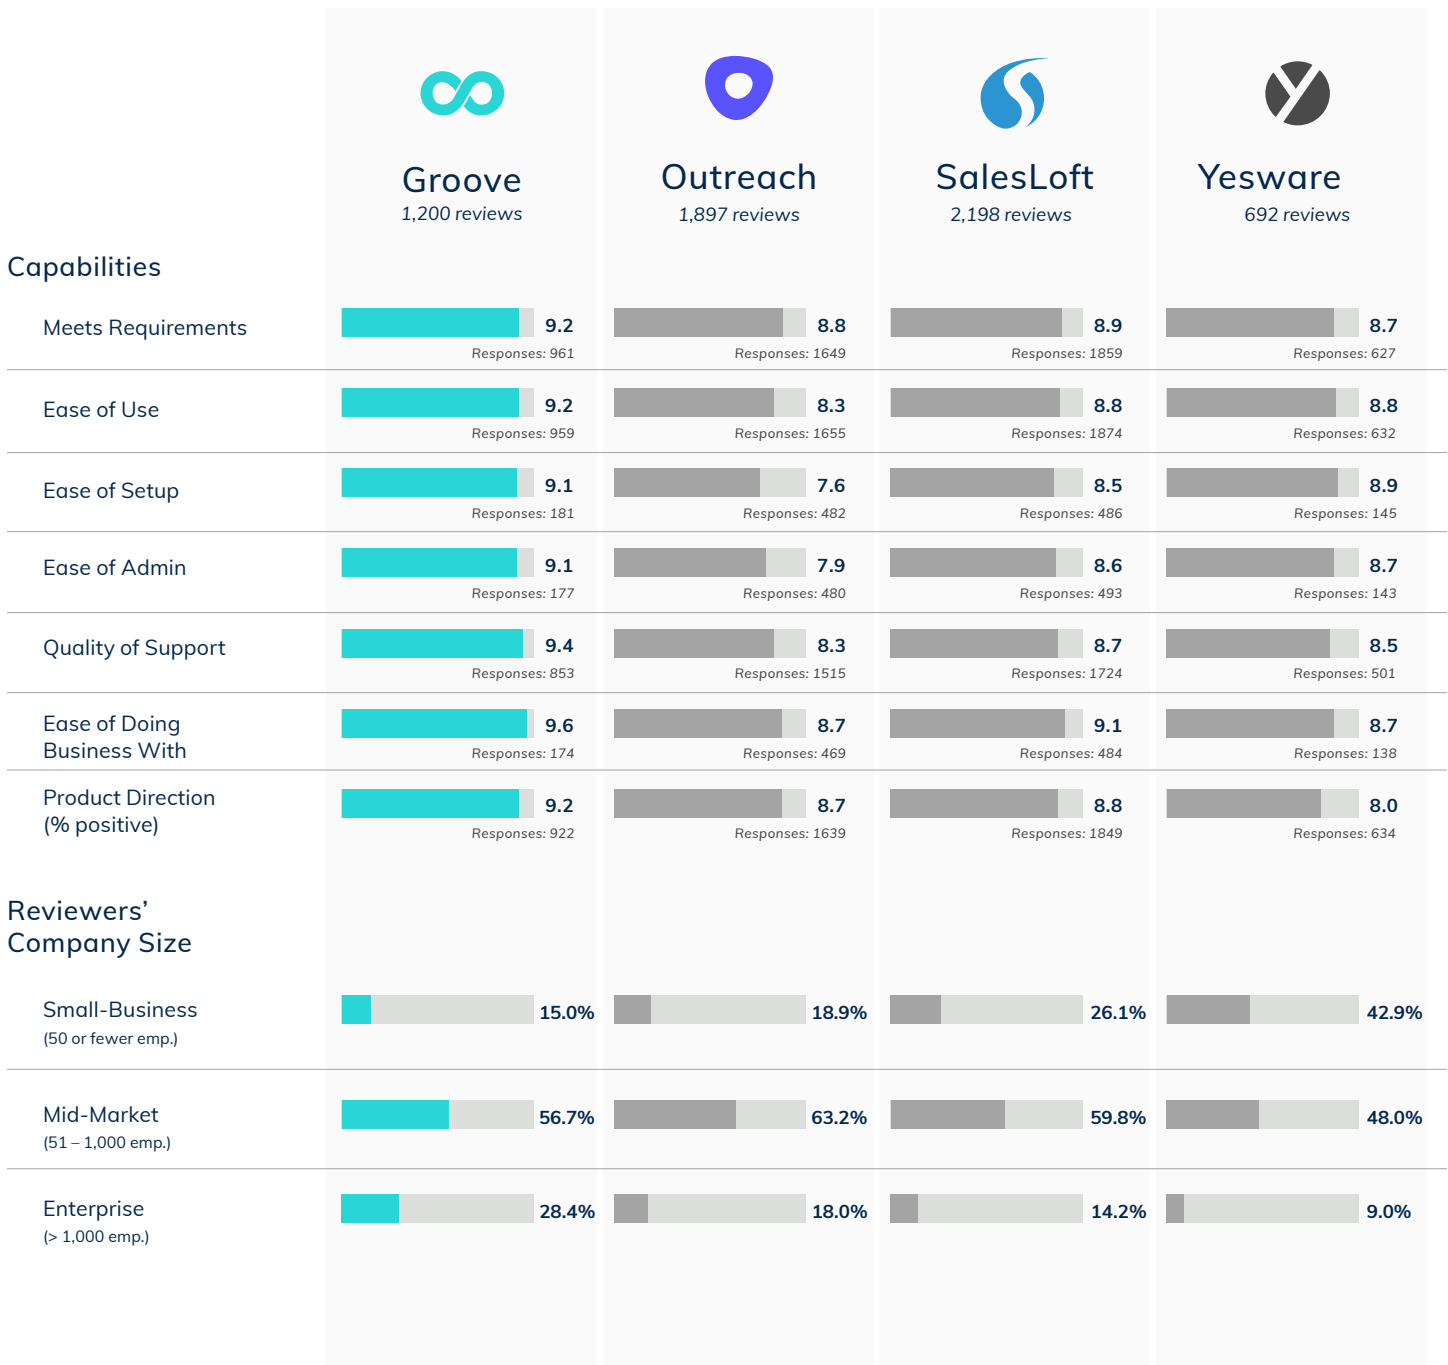 Groove
1,200 reviews
Outreach
1,897 reviews
SalesLoft
2,198 reviews
Yesware
692 reviews
Capabilities
Meets Requirements
9.2
Responses: 961
8.8
Responses: 1649
8.9
Responses: 1859
8.7
Responses: 627
Ease of Use
9.2
Responses: 959
8.3
Responses: 1655
8.8
Responses: 1874
8.8
Responses: 632
Ease of Setup
9.1
Responses: 181
7.6
Responses: 482
8.5
Responses: 486
8.9
Responses: 145
Ease of Admin
9.1
Responses: 177
7.9
Responses: 480
8.6
Responses: 493
8.7
Responses: 143
Quality of Support
9.4
Responses: 853
8.3
Responses: 1515
8.7
Responses: 1724
8.5
Responses: 501
Ease of Doing
Business With
9.6
Responses: 174
8.7
Responses: 469
9.1
Responses: 484
8.7
Responses: 138
Product Direction
(% positive)
9.2
Responses: 922
8.7
Responses: 1639
8.8
Responses: 1849
8.0
Responses: 634
Reviewers’
Company Size
Small-Business
(50 or fewer emp.)
15.0%
18.9%
26.1%
42.9%
Mid-Market
(51 – 1,000 emp.)
56.7%
63.2%
59.8%
48.0%
Enterprise
(> 1,000 emp.)
28.4%
18.0%
14.2%
9.0%